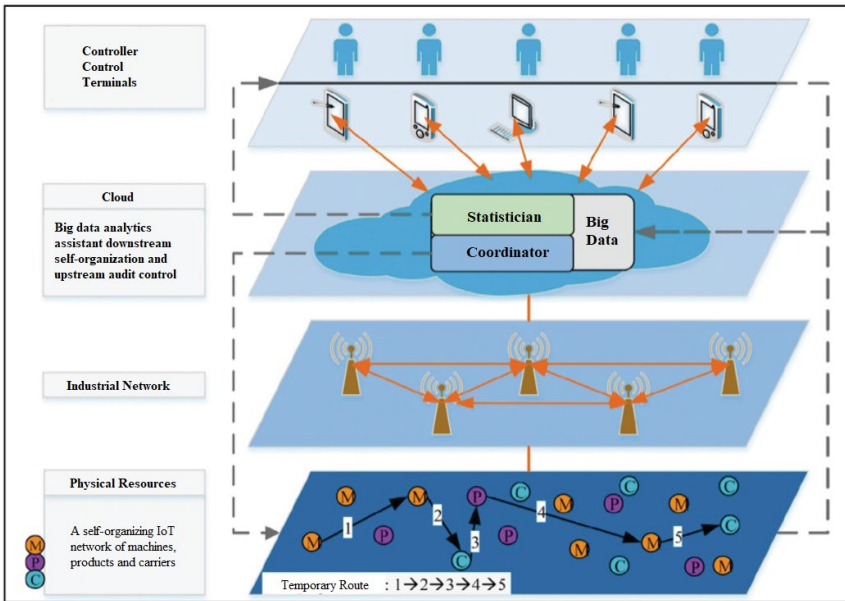 Controller
Control
Terminals
Cloud
Big data analytics
assistant downstream
self-organization and
upstream audit control
Statistician
Coordinator
Big
Data
Industrial Network
Physical Resources
A self-organizing IoT
network of machines,
products and carriers
M
P
C
M
M
P
C
P
C
P
M
C
P
M
C
M
M
C
C
P
M
1
2
3
4
5
Temporary Route : 1→2→3→4→5